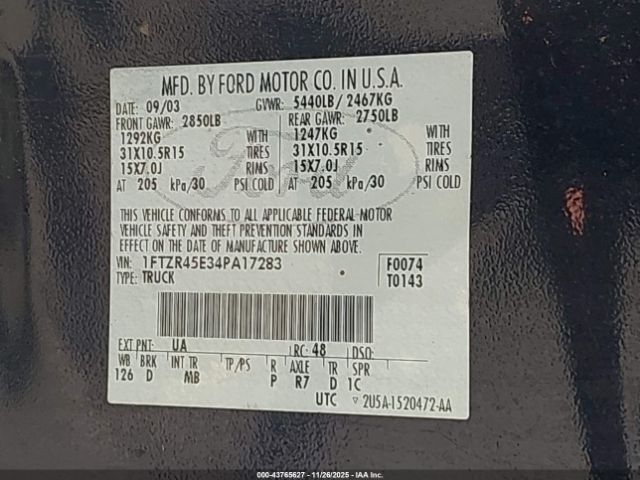 MFD. BY FORD MOTOR CO. IN U.S.A.
DATE: 09/03 GVWR: 5440LB/ 2467KG
FRONT GAWR: 2850LB REAR GAWR: 2750LB
1292KG WITH 1247KG WITH
31X10.5R15 TIRES 31X10.5R15 TIRES
15X7.0J RIMS 15X7.0J RIMS
AT 205 kPa/30 PSI COLD AT 205 kPa/30 PSI COLD
Ford
THIS VEHICLE CONFORMS TO ALL APPLICABLE FEDERAL MOTOR
VEHICLE SAFETY AND THEFT PREVENTION STANDARDS IN
EFFECT ON THE DATE OF MANUFACTURE SHOWN ABOVE.
VIN: 1FTZR45E34PA17283 F0074
TYPE: TRUCK T0143
EXT PNT: UA RC: 48 DSO:
WB BRK INT TR TP/PS R AXLE TR SPR
126 D MB P R7 D 1C
UTC ▽ 2U5A-1520472-AA
000-43765627 - 11/26/2025 - IAA Inc.